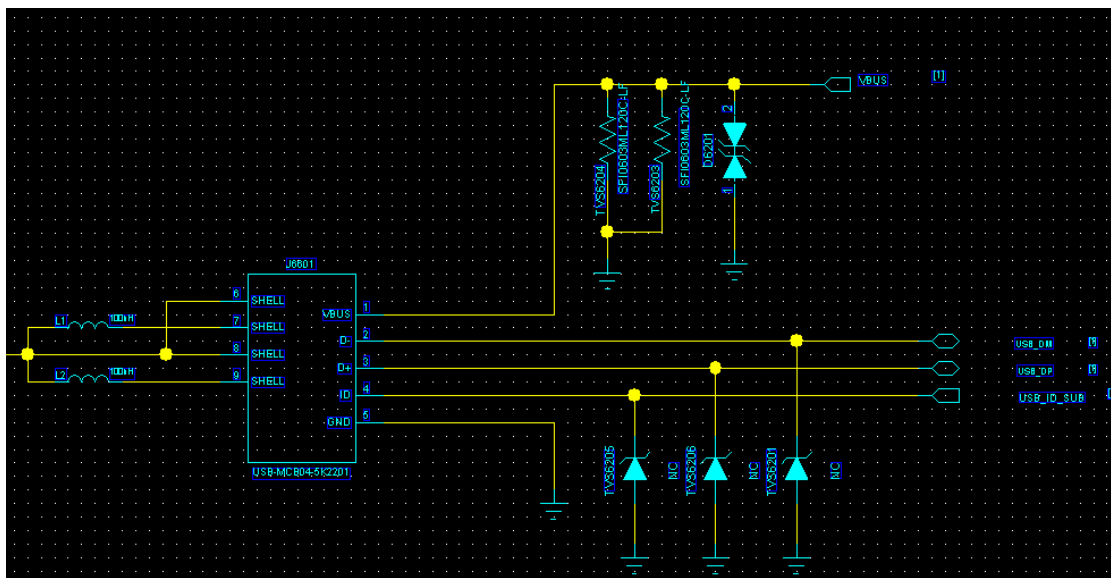 VBUS [1]
TVS6204
SFI0603ML120C-LF
TVS6203
SFI0603ML120C-LF
2
D6201
1
J6601
L1 100nH
L2 100nH
6 SHELL
7 SHELL
8 SHELL
9 SHELL
VBUS 1
D- 2
D+ 3
ID 4
GND 5
USB-MCB04-5K2201
USB_DM
USB_DP
USB_ID_SUB
TVS6205
NC
TVS6206
NC
TVS6201
NC